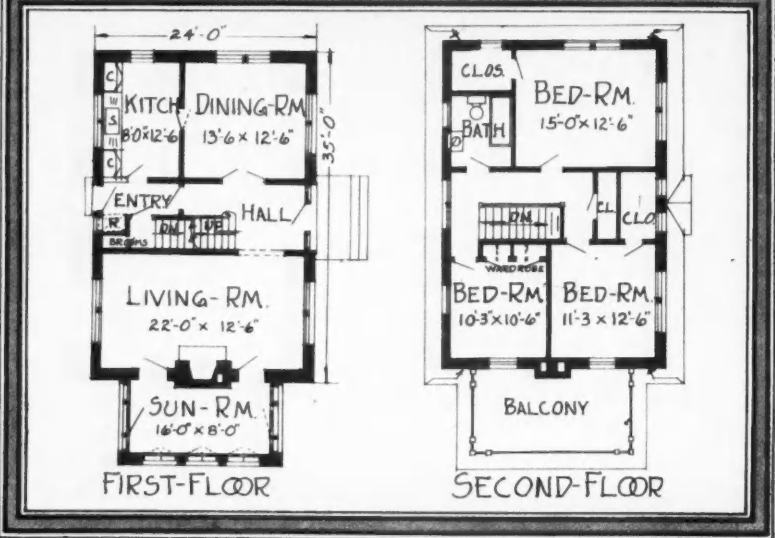 24'-0"
35'-0"
C.
S
C
KITCH
8'0"x12'-6
DINING-RM.
13'6 x 12'-6"
ENTRY
R.
BROOMS
DN.
UP
HALL
LIVING-RM.
22'-0" x 12'-6"
SUN-RM.
16'-0" x 8'-0"
FIRST-FLOOR
CLOS.
BED-RM.
15'-0" x 12'-6"
BATH
DN.
CL.
CLO.
WARDROBE
BED-RM.
10'-3" x 10'-6"
BED-RM.
11'-3 x 12'-6"
BALCONY
SECOND-FLOOR